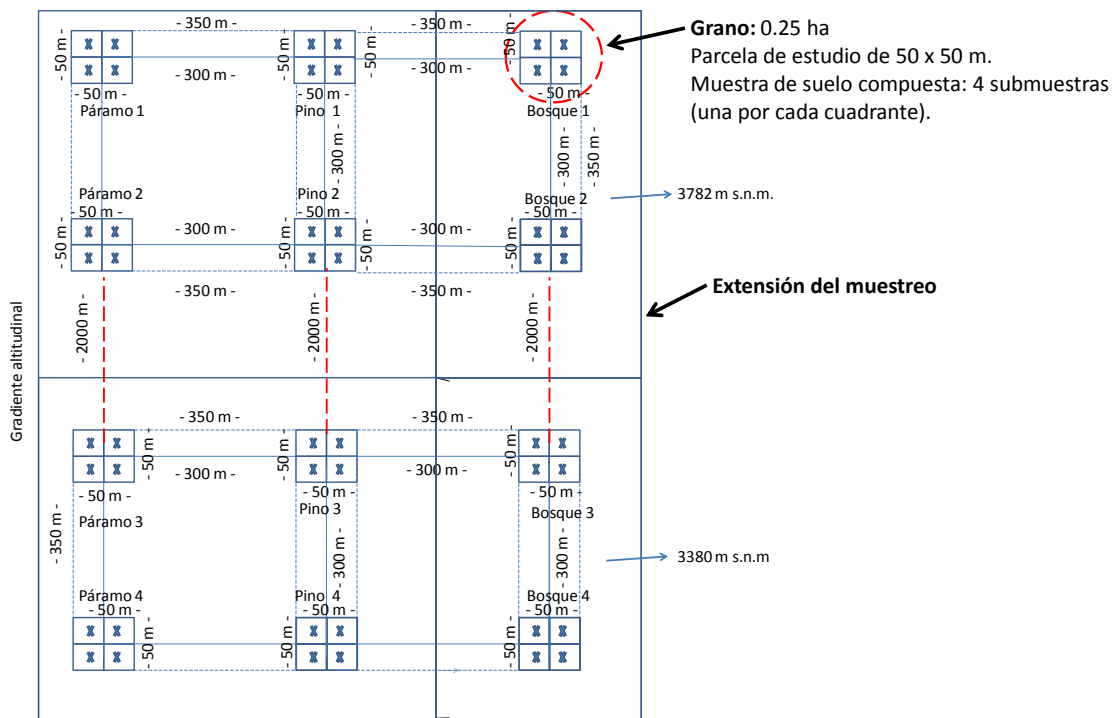 - 350 m -
- 350 m -
- 50 m-
- 50 m-
- 50 m-
- 300 m -
- 300 m -
- 50 m -
- 50 m -
- 50 m -
Páramo 1
Pino 1
Bosque 1
Grano: 0.25 ha
Parcela de estudio de 50 x 50 m.
Muestra de suelo compuesta: 4 submuestras
(una por cada cuadrante).
- 300 m -
- 300 m -
- 350 m -
Páramo 2
Pino 2
Bosque 2
- 50 m -
- 50 m -
- 50 m -
3782 m s.n.m.
- 50 m -
- 300 m -
- 50 m -
- 50 m -
- 300 m -
- 350 m -
- 350 m -
Extensión del muestreo
Gradiente altitudinal
- 2000 m -
- 2000 m -
- 2000 m -
- 350 m -
- 350 m -
- 50 m -
- 50 m -
- 50 m -
- 300 m -
- 300 m -
- 50 m -
- 50 m -
- 50 m -
Páramo 3
Pino 3
Bosque 3
- 350 m -
- 300 m -
- 300 m -
3380 m s.n.m
Páramo 4
Pino 4
Bosque 4
- 50 m -
- 50 m -
- 50 m -
- 50 m -
- 50 m -
- 50 m -